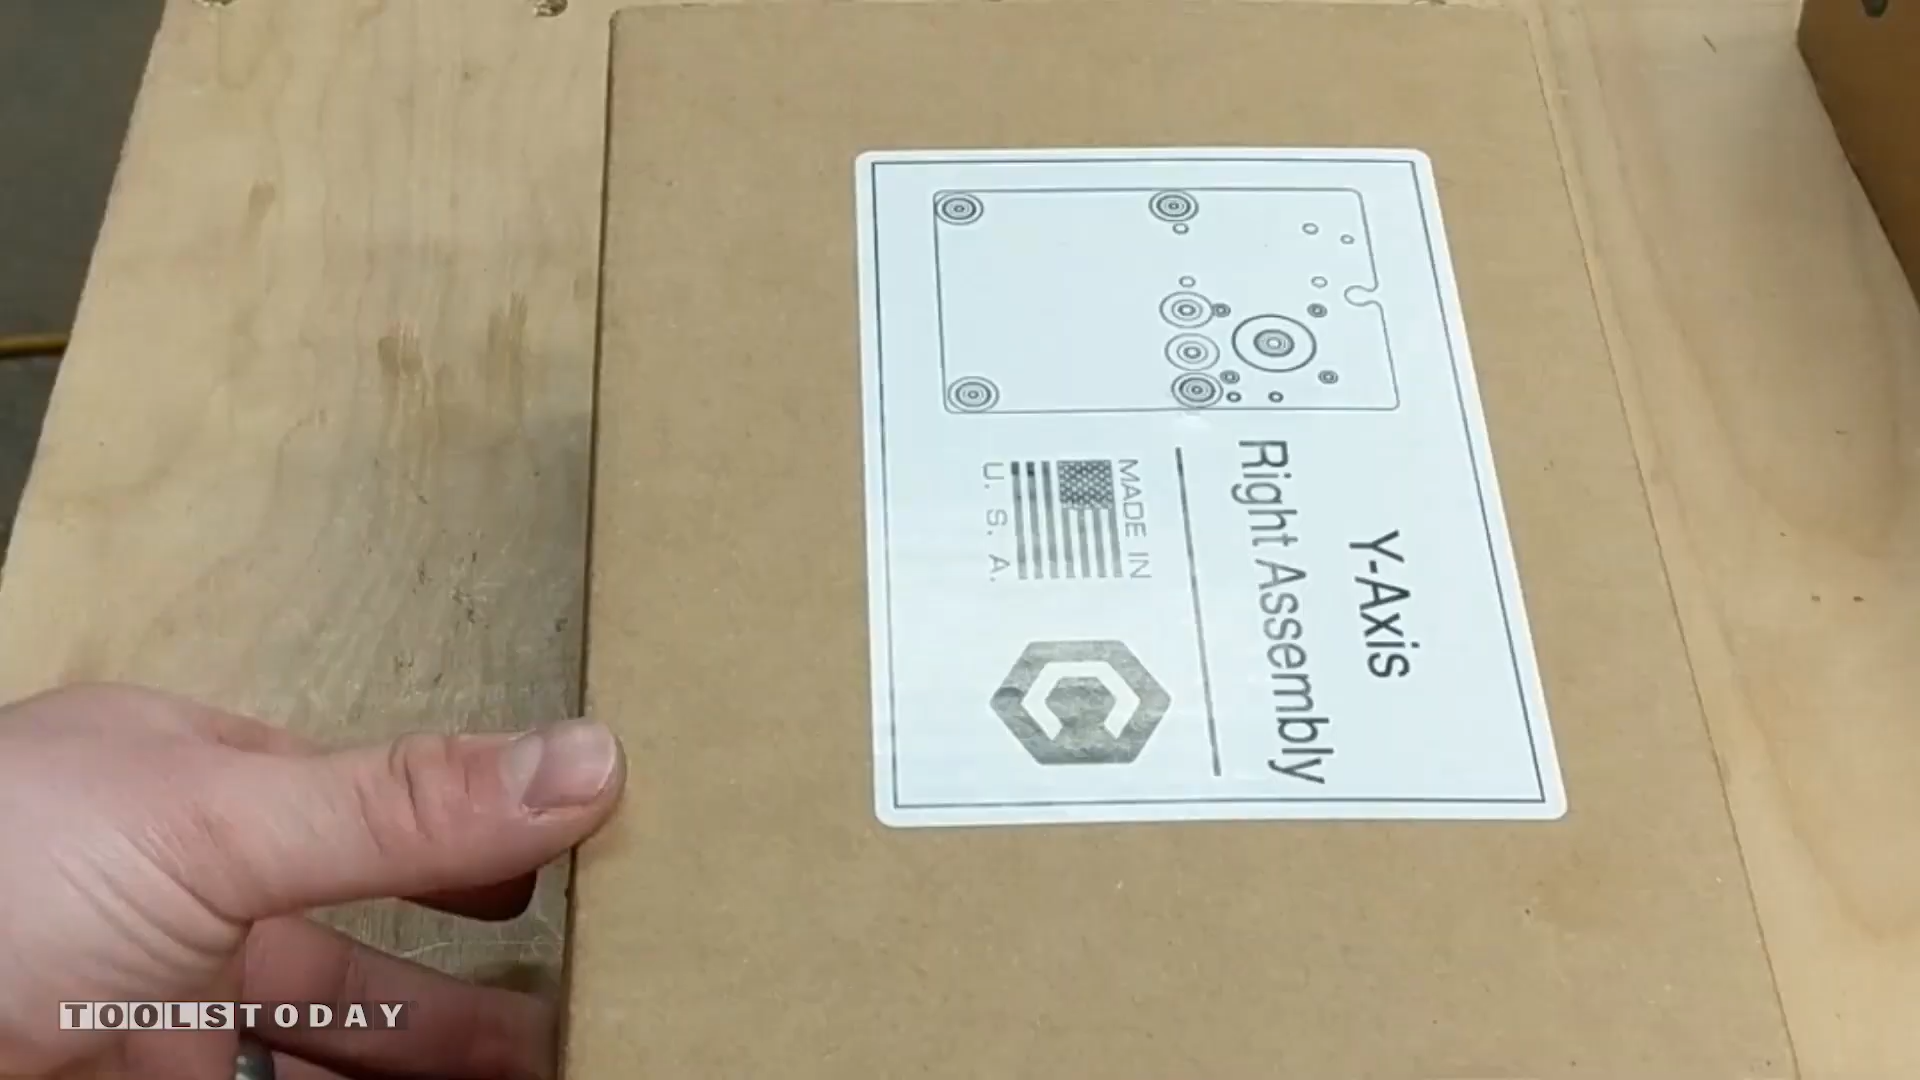 Y-Axis
Right Assembly
MADE IN
U. S. A.
TOOLSTODAY